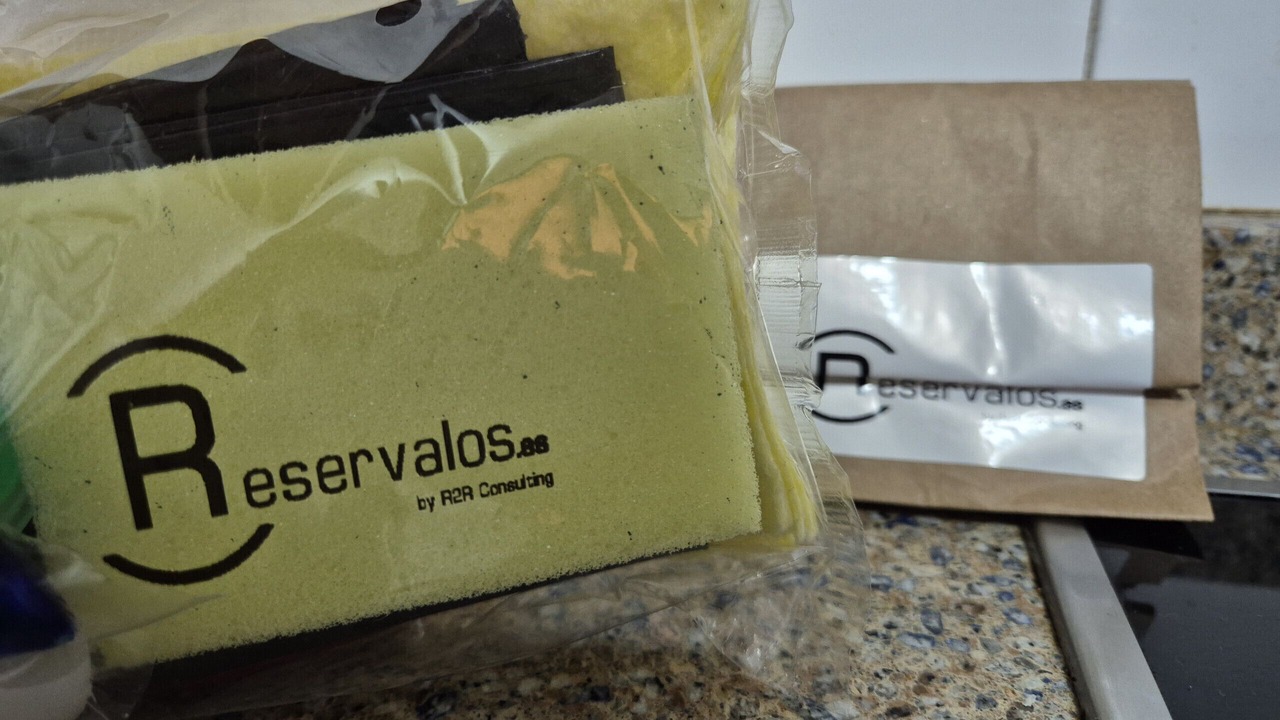 Reservalos.es
by R2R Consulting
Reservalos.es